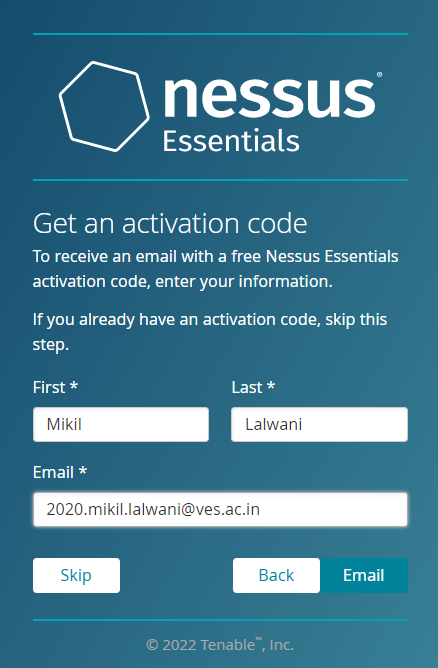 nessus®
Essentials
Get an activation code
To receive an email with a free Nessus Essentials
activation code, enter your information.
If you already have an activation code, skip this
step.
First * Last *
Mikil Lalwani
Email *
2020.mikil.lalwani@ves.ac.in
Skip Back Email
© 2022 Tenable™, Inc.